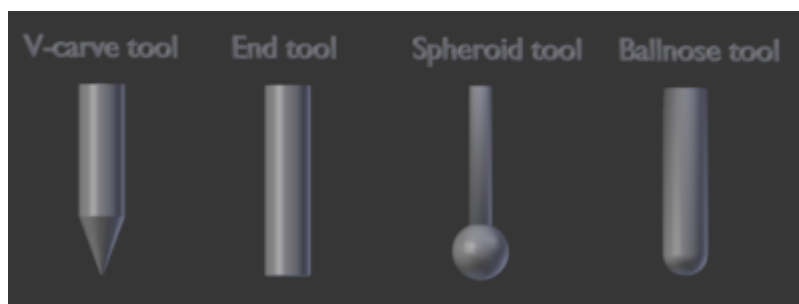 V-carve tool
End tool
Spheroid tool
Ballnose tool